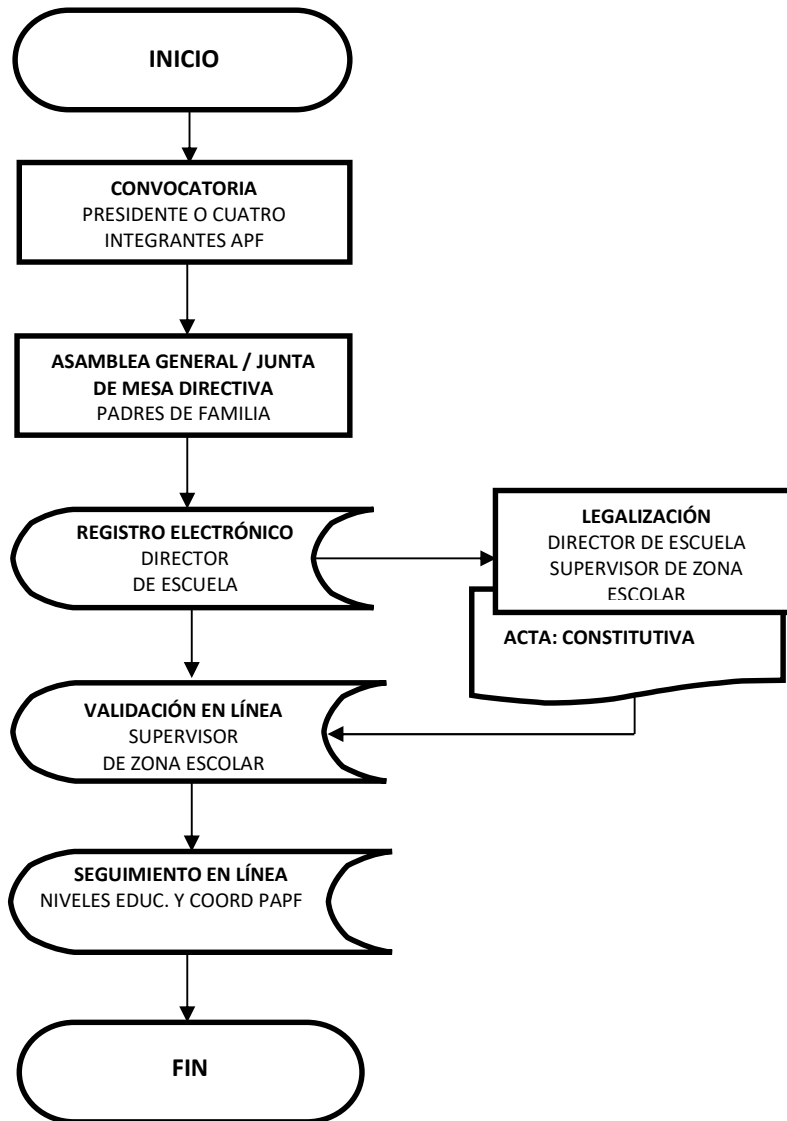 INICIO
CONVOCATORIA
PRESIDENTE O CUATRO
INTEGRANTES APF
ASAMBLEA GENERAL / JUNTA
DE MESA DIRECTIVA
PADRES DE FAMILIA
REGISTRO ELECTRÓNICO
DIRECTOR
DE ESCUELA
LEGALIZACIÓN
DIRECTOR DE ESCUELA
SUPERVISOR DE ZONA
ESCOLAR
ACTA: CONSTITUTIVA
VALIDACIÓN EN LÍNEA
SUPERVISOR
DE ZONA ESCOLAR
SEGUIMIENTO EN LÍNEA
NIVELES EDUC. Y COORD PAPF
FIN